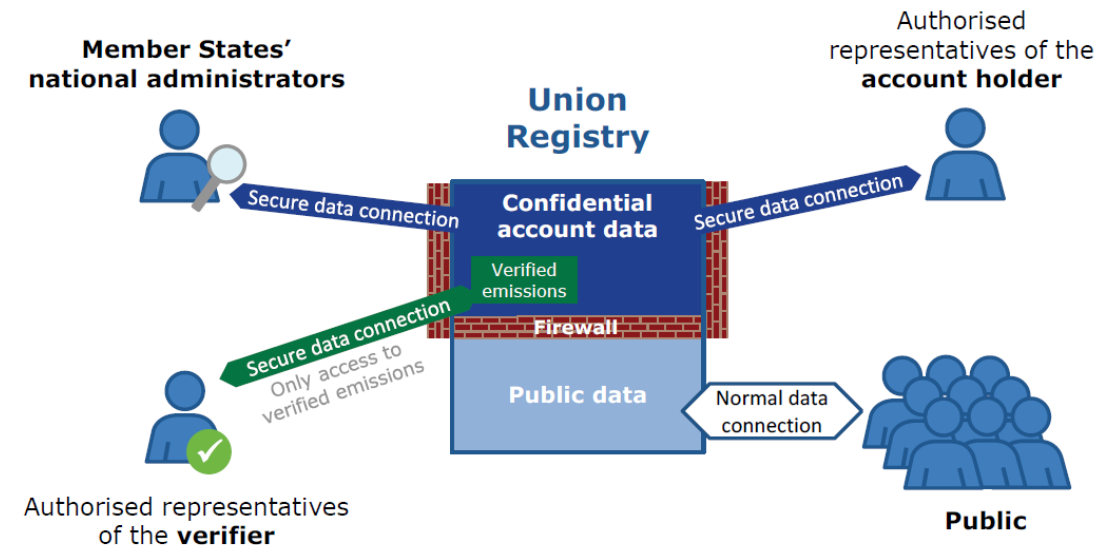 Member States’
national administrators
Authorised
representatives of the
account holder
Union
Registry
Secure data connection
Confidential
account data
Secure data connection
Verified
emissions
Secure data connection
Only access to
verified emissions
Firewall
Public data
Normal data
connection
Authorised representatives
of the verifier
Public